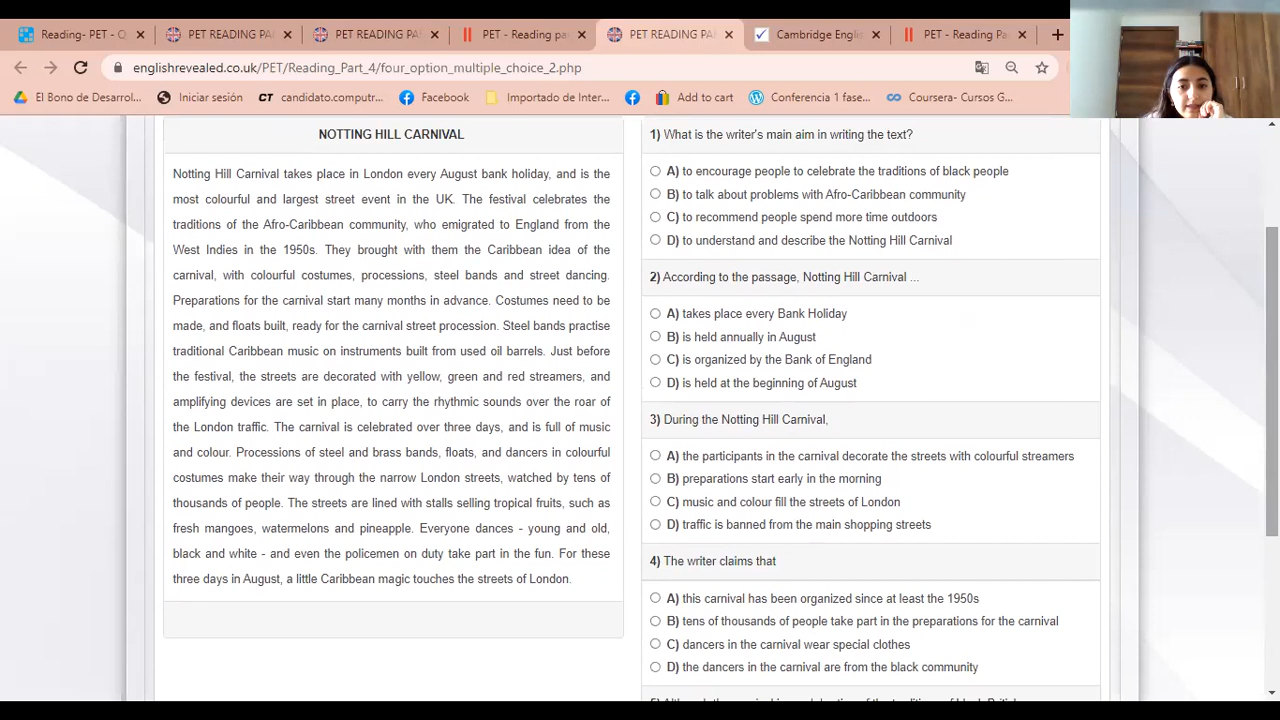 Reading- PET - O
PET READING PA
PET READING PA
PET - Reading pa
PET READING PA
Cambridge Engli
PET - Reading Pa
englishrevealed.co.uk/PET/Reading_Part_4/four_option_multiple_choice_2.php
El Bono de Desarrol...
Iniciar sesión
CT candidato.computr...
Facebook
Importado de Inter...
Add to cart
Conferencia 1 fase...
Coursera- Cursos G...
NOTTING HILL CARNIVAL
Notting Hill Carnival takes place in London every August bank holiday, and is the
most colourful and largest street event in the UK. The festival celebrates the
traditions of the Afro-Caribbean community, who emigrated to England from the
West Indies in the 1950s. They brought with them the Caribbean idea of the
carnival, with colourful costumes, processions, steel bands and street dancing.
Preparations for the carnival start many months in advance. Costumes need to be
made, and floats built, ready for the carnival street procession. Steel bands practise
traditional Caribbean music on instruments built from used oil barrels. Just before
the festival, the streets are decorated with yellow, green and red streamers, and
amplifying devices are set in place, to carry the rhythmic sounds over the roar of
the London traffic. The carnival is celebrated over three days, and is full of music
and colour. Processions of steel and brass bands, floats, and dancers in colourful
costumes make their way through the narrow London streets, watched by tens of
thousands of people. The streets are lined with stalls selling tropical fruits, such as
fresh mangoes, watermelons and pineapple. Everyone dances - young and old,
black and white - and even the policemen on duty take part in the fun. For these
three days in August, a little Caribbean magic touches the streets of London.
1) What is the writer's main aim in writing the text?
A) to encourage people to celebrate the traditions of black people
B) to talk about problems with Afro-Caribbean community
C) to recommend people spend more time outdoors
D) to understand and describe the Notting Hill Carnival
2) According to the passage, Notting Hill Carnival ...
A) takes place every Bank Holiday
B) is held annually in August
C) is organized by the Bank of England
D) is held at the beginning of August
3) During the Notting Hill Carnival,
A) the participants in the carnival decorate the streets with colourful streamers
B) preparations start early in the morning
C) music and colour fill the streets of London
D) traffic is banned from the main shopping streets
4) The writer claims that
A) this carnival has been organized since at least the 1950s
B) tens of thousands of people take part in the preparations for the carnival
C) dancers in the carnival wear special clothes
D) the dancers in the carnival are from the black community